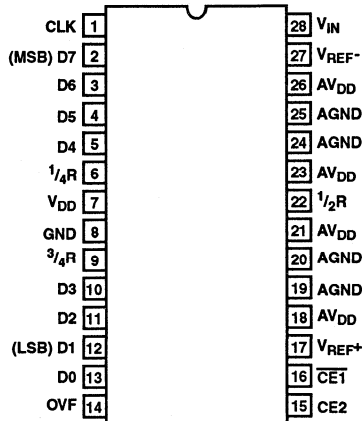 CLK 1 28 VIN
(MSB) D7 2 27 VREF-
D6 3 26 AVDD
D5 4 25 AGND
D4 5 24 AGND
1/4R 6 23 AVDD
VDD 7 22 1/2R
GND 8 21 AVDD
3/4R 9 20 AGND
D3 10 19 AGND
D2 11 18 AVDD
(LSB) D1 12 17 VREF+
D0 13 16 CE1
OVF 14 15 CE2